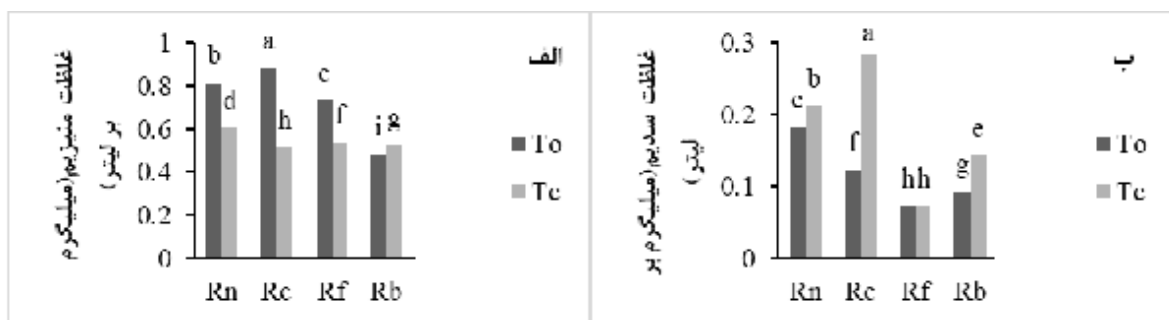 غلظت منیزیم(میلیگرم
بر لیتر)
الف
1
0.8
0.6
0.4
0.2
0
b
d
a
h
c
f
i
g
Rn
Rc
Rf
Rb
To
Tc
غلظت سدیم(میلیگرم بر
لیتر)
ب
0.3
0.2
0.1
0
c
b
f
a
h
h
g
e
Rn
Rc
Rf
Rb
To
Tc